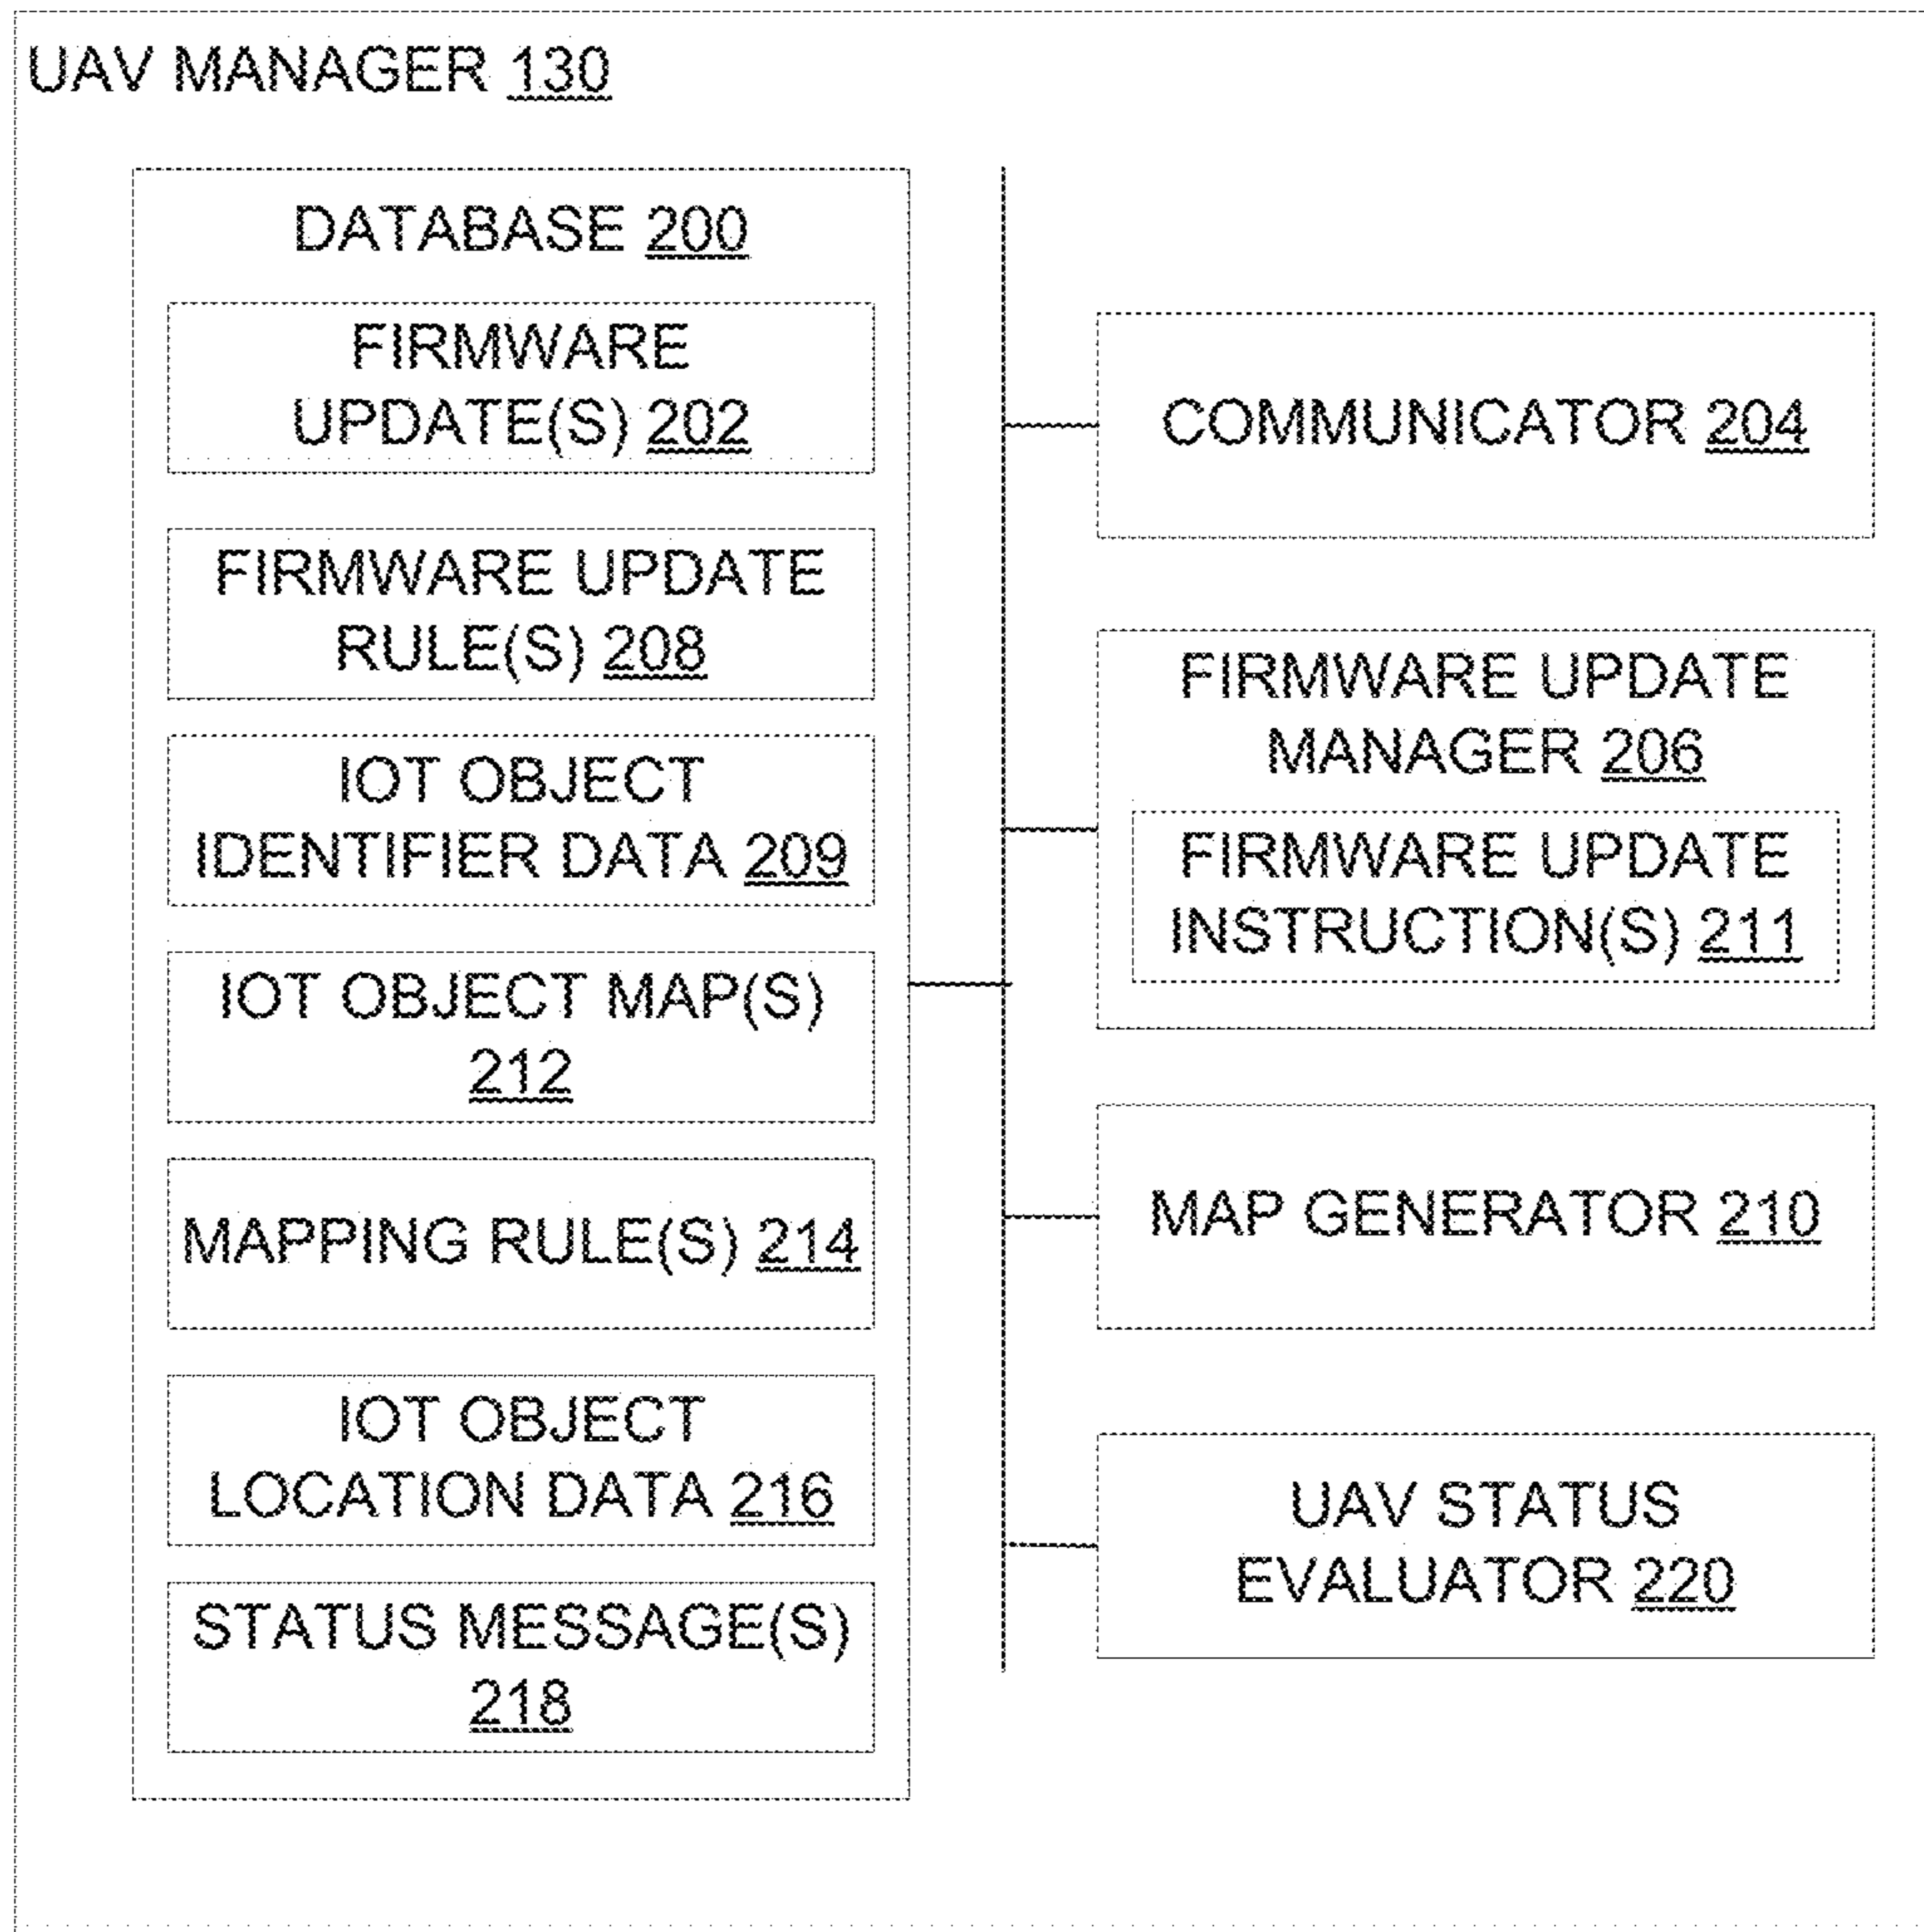 UAV MANAGER 130
DATABASE 200
FIRMWARE
UPDATE(S) 202
FIRMWARE UPDATE
RULE(S) 208
IOT OBJECT
IDENTIFIER DATA 209
IOT OBJECT MAP(S)
212
MAPPING RULE(S) 214
IOT OBJECT
LOCATION DATA 216
STATUS MESSAGE(S)
218
COMMUNICATOR 204
FIRMWARE UPDATE
MANAGER 206
FIRMWARE UPDATE
INSTRUCTION(S) 211
MAP GENERATOR 210
UAV STATUS
EVALUATOR 220